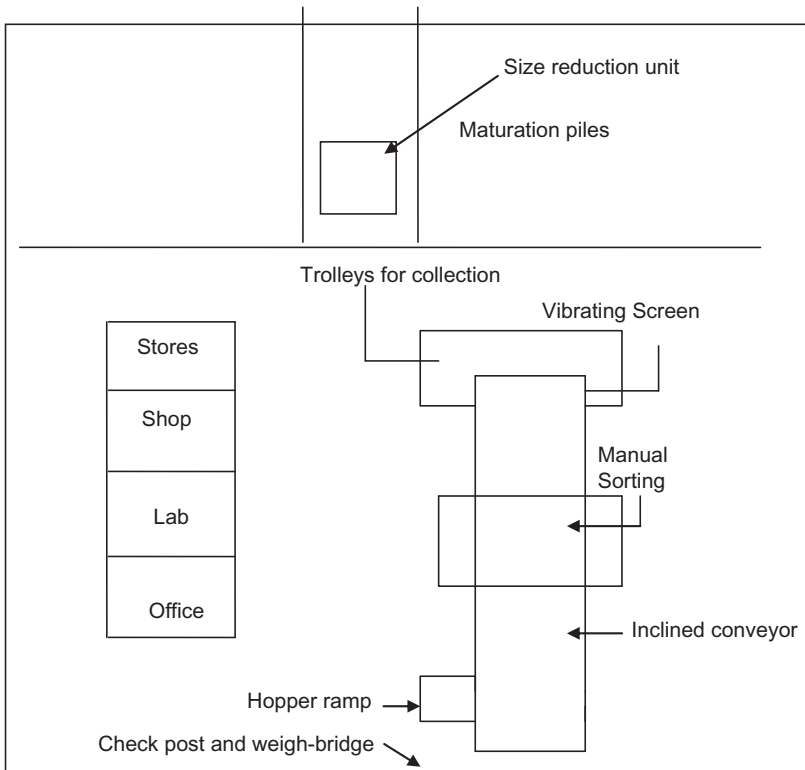 Size reduction unit
Maturation piles
Trolleys for collection
Vibrating Screen
Stores
Shop
Manual
Sorting
Lab
Office
Inclined conveyor
Hopper ramp
Check post and weigh-bridge